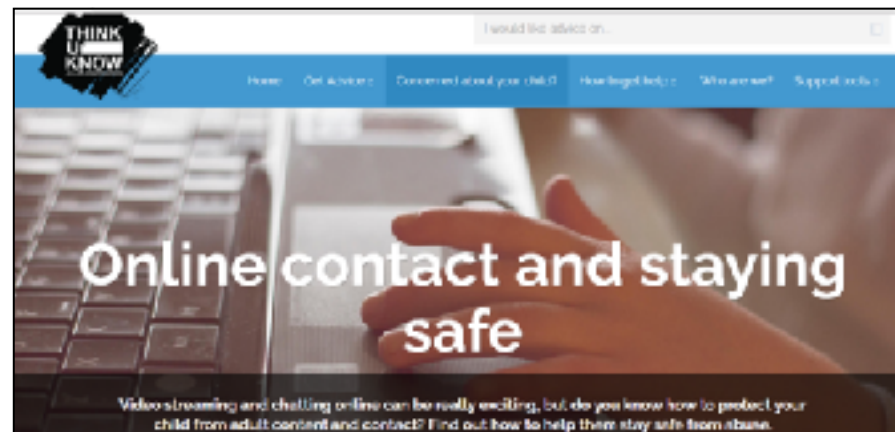 THINK
U
KNOW
I would like advice on...
Home Get Advice Concerned about your child? How to get help Who are we? Support tools
Online contact and staying
safe
Video streaming and chatting online can be really exciting, but do you know how to protect your
child from adult content and contact? Find out how to help them stay safe from abuse.